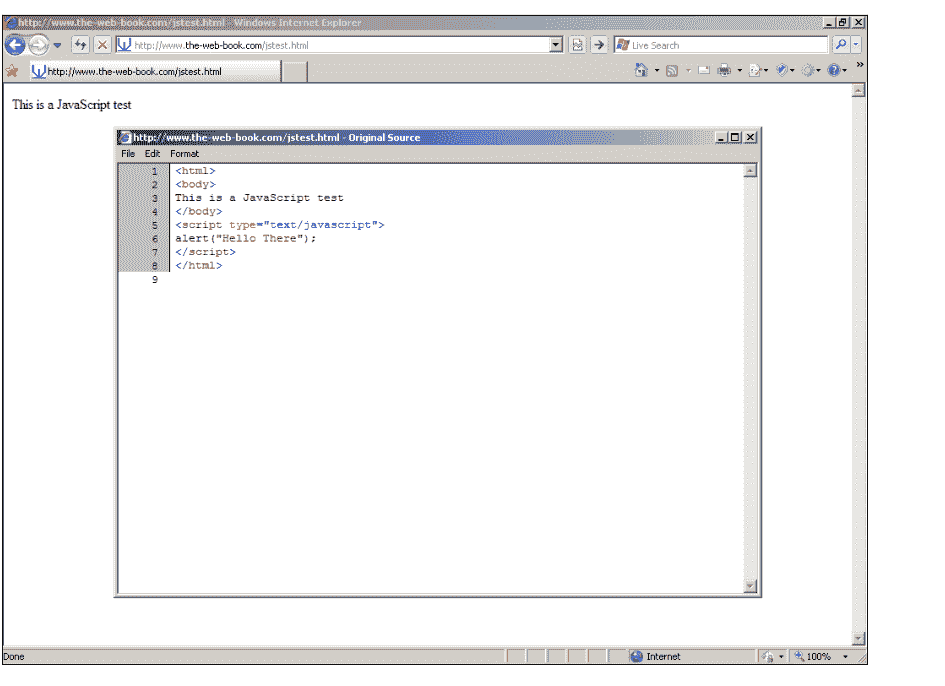 http://www.the-web-book.com/jstest.html - Windows Internet Explorer
http://www.the-web-book.com/jstest.html
Live Search
http://www.the-web-book.com/jstest.html
This is a JavaScript test
http://www.the-web-book.com/jstest.html - Original Source
File Edit Format
1 <html>
2 <body>
3 This is a JavaScript test
4 </body>
5 <script type="text/javascript">
6 alert("Hello There");
7 </script>
8 </html>
9
Done
Internet
100%